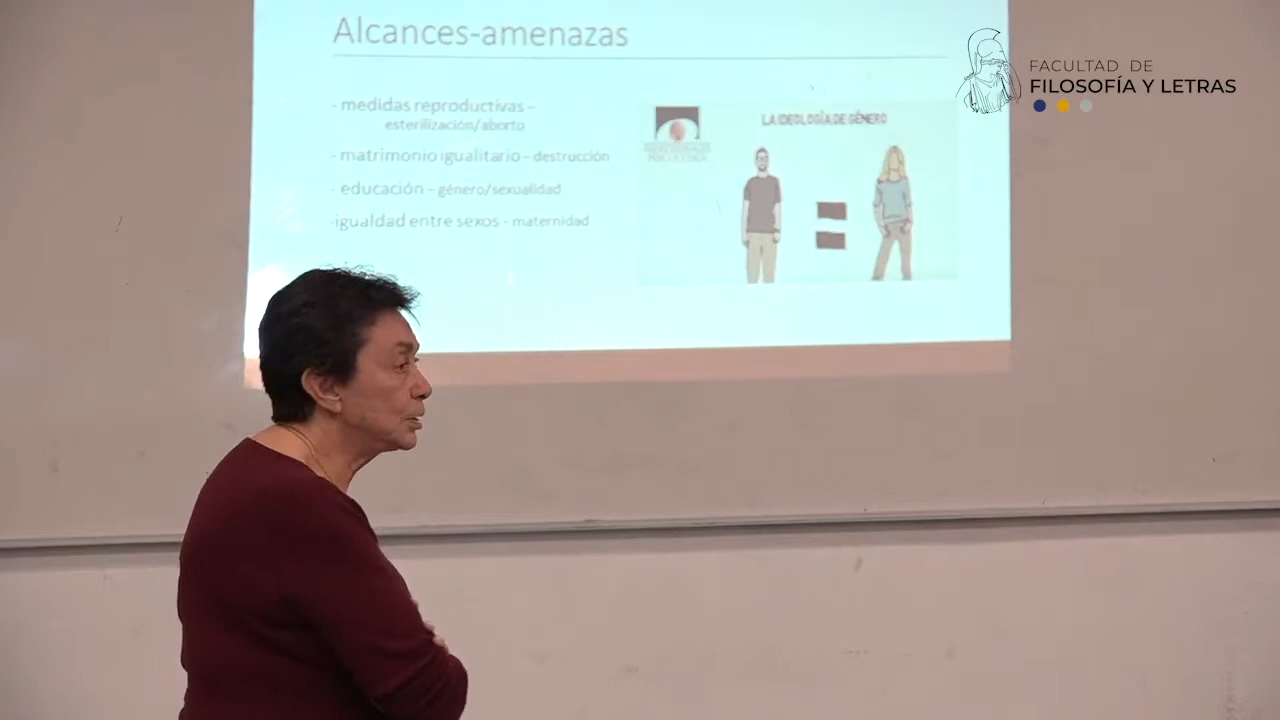 Alcances-amenazas
- medidas reproductivas –
esterilización/aborto
- matrimonio igualitario – destrucción
- educación – género/sexualidad
-igualdad entre sexos - maternidad
LA IDEOLOGÍA DE GÉNERO
FACULTAD DE
FILOSOFÍA Y LETRAS